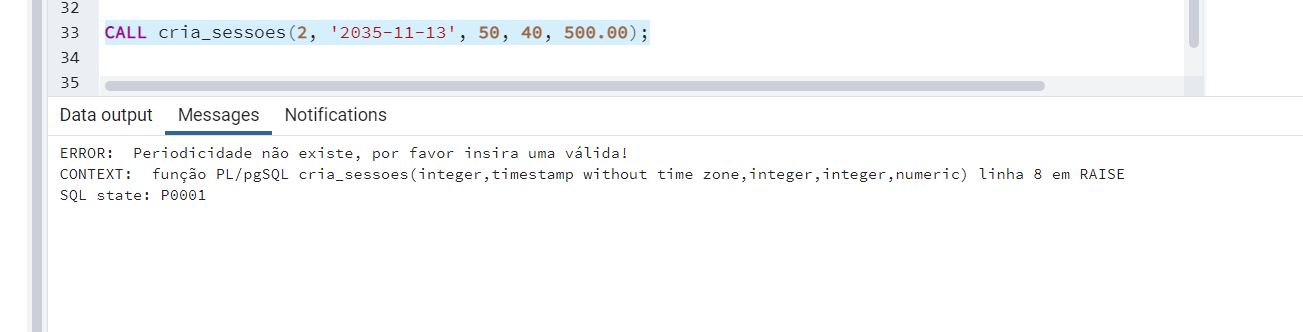 32
33 CALL cria_sessoes(2, '2035-11-13', 50, 40, 500.00);
34
35
Data output Messages Notifications
ERROR:  Periodicidade não existe, por favor insira uma válida!
CONTEXT:  função PL/pgSQL cria_sessoes(integer,timestamp without time zone,integer,integer,numeric) linha 8 em RAISE
SQL state: P0001